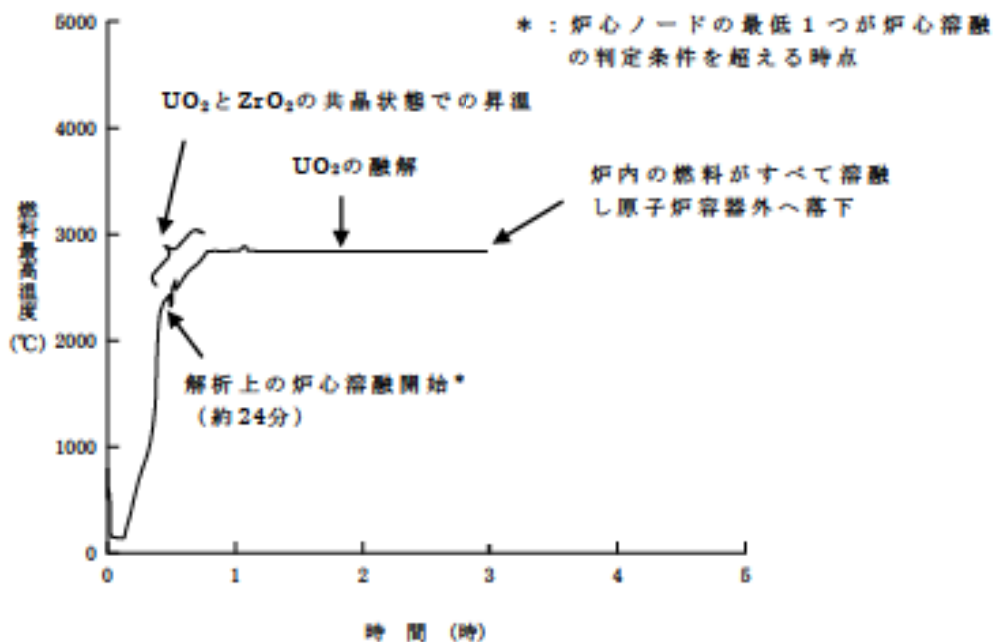 5000
*：炉心ノードの最低1つが炉心溶融
の判定条件を超える時点
UO₂とZrO₂の共晶状態での昇温
4000
UO₂の融解
炉内の燃料がすべて溶融
し原子炉容器外へ落下
燃料最高温度
(℃)
3000
2000
解析上の炉心溶融開始*
（約24分）
1000
0
0 1 2 3 4 5
時 間 (時)